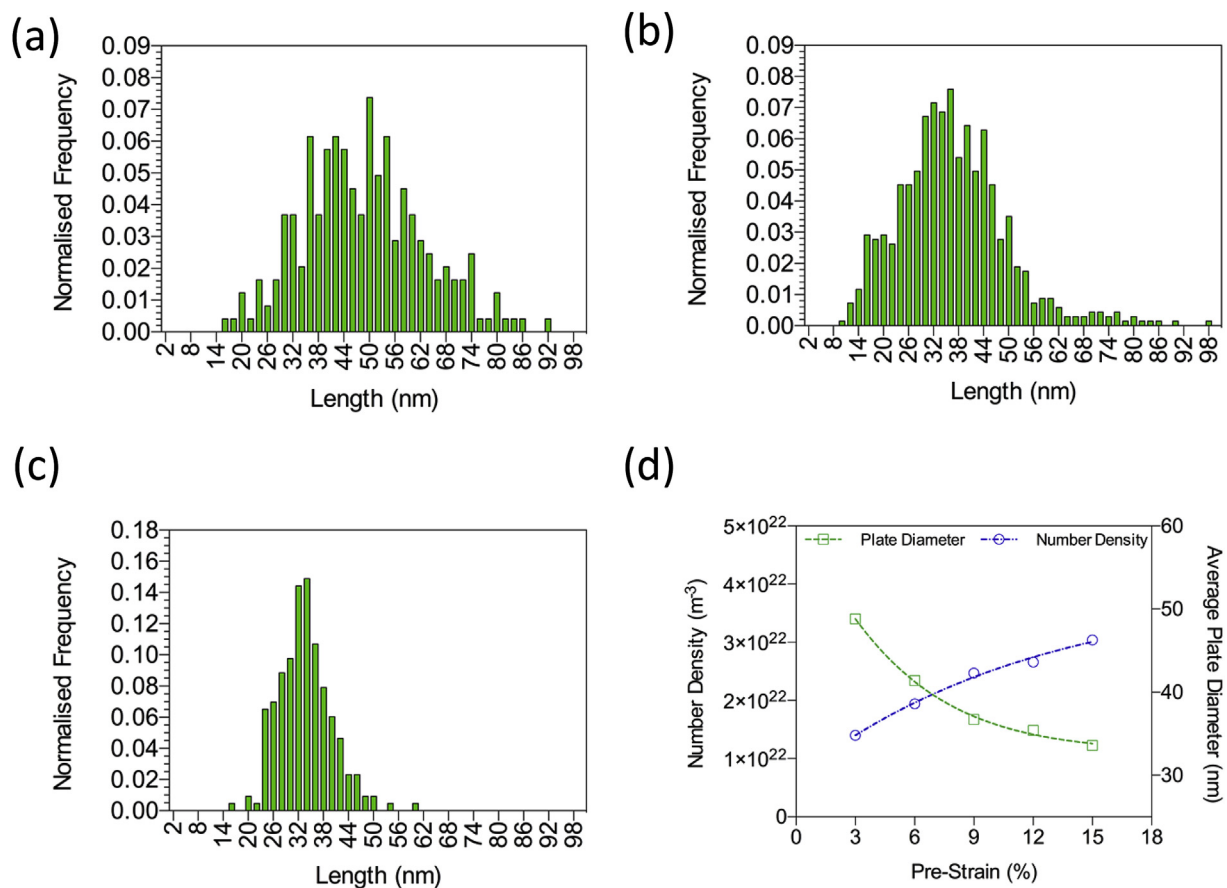 (a)
0.09
0.08
0.07
0.06
0.05
0.04
0.03
0.02
0.01
0.00
Normalised Frequency
2 8 14 20 26 32 38 44 50 56 62 68 74 80 86 92 98
Length (nm)
(b)
0.09
0.08
0.07
0.06
0.05
0.04
0.03
0.02
0.01
0.00
Normalised Frequency
2 8 14 20 26 32 38 44 50 56 62 68 74 80 86 92 98
Length (nm)
(c)
0.18
0.16
0.14
0.12
0.10
0.08
0.06
0.04
0.02
0.00
Normalised Frequency
2 8 14 20 26 32 38 44 50 56 62 68 74 80 86 92 98
Length (nm)
(d)
Plate Diameter Number Density
5×10²²
4×10²²
3×10²²
2×10²²
1×10²²
0
Number Density (m⁻³)
60
50
40
30
Average Plate Diameter (nm)
0 3 6 9 12 15 18
Pre-Strain (%)